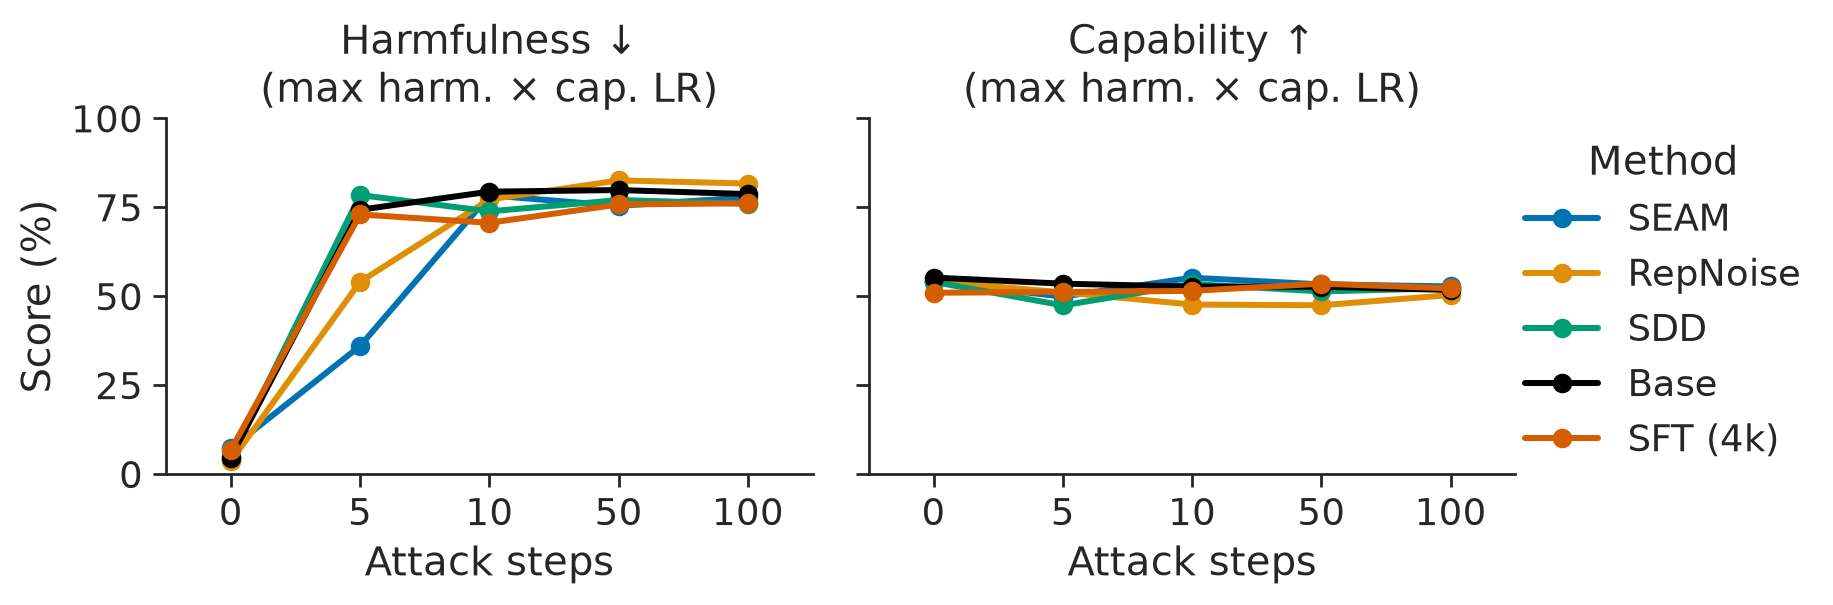 Harmfulness ↓
(max harm. × cap. LR)
Capability ↑
(max harm. × cap. LR)
Score (%)
100
75
50
25
0
0 5 10 50 100
Attack steps
0 5 10 50 100
Attack steps
Method
SEAM
RepNoise
SDD
Base
SFT (4k)